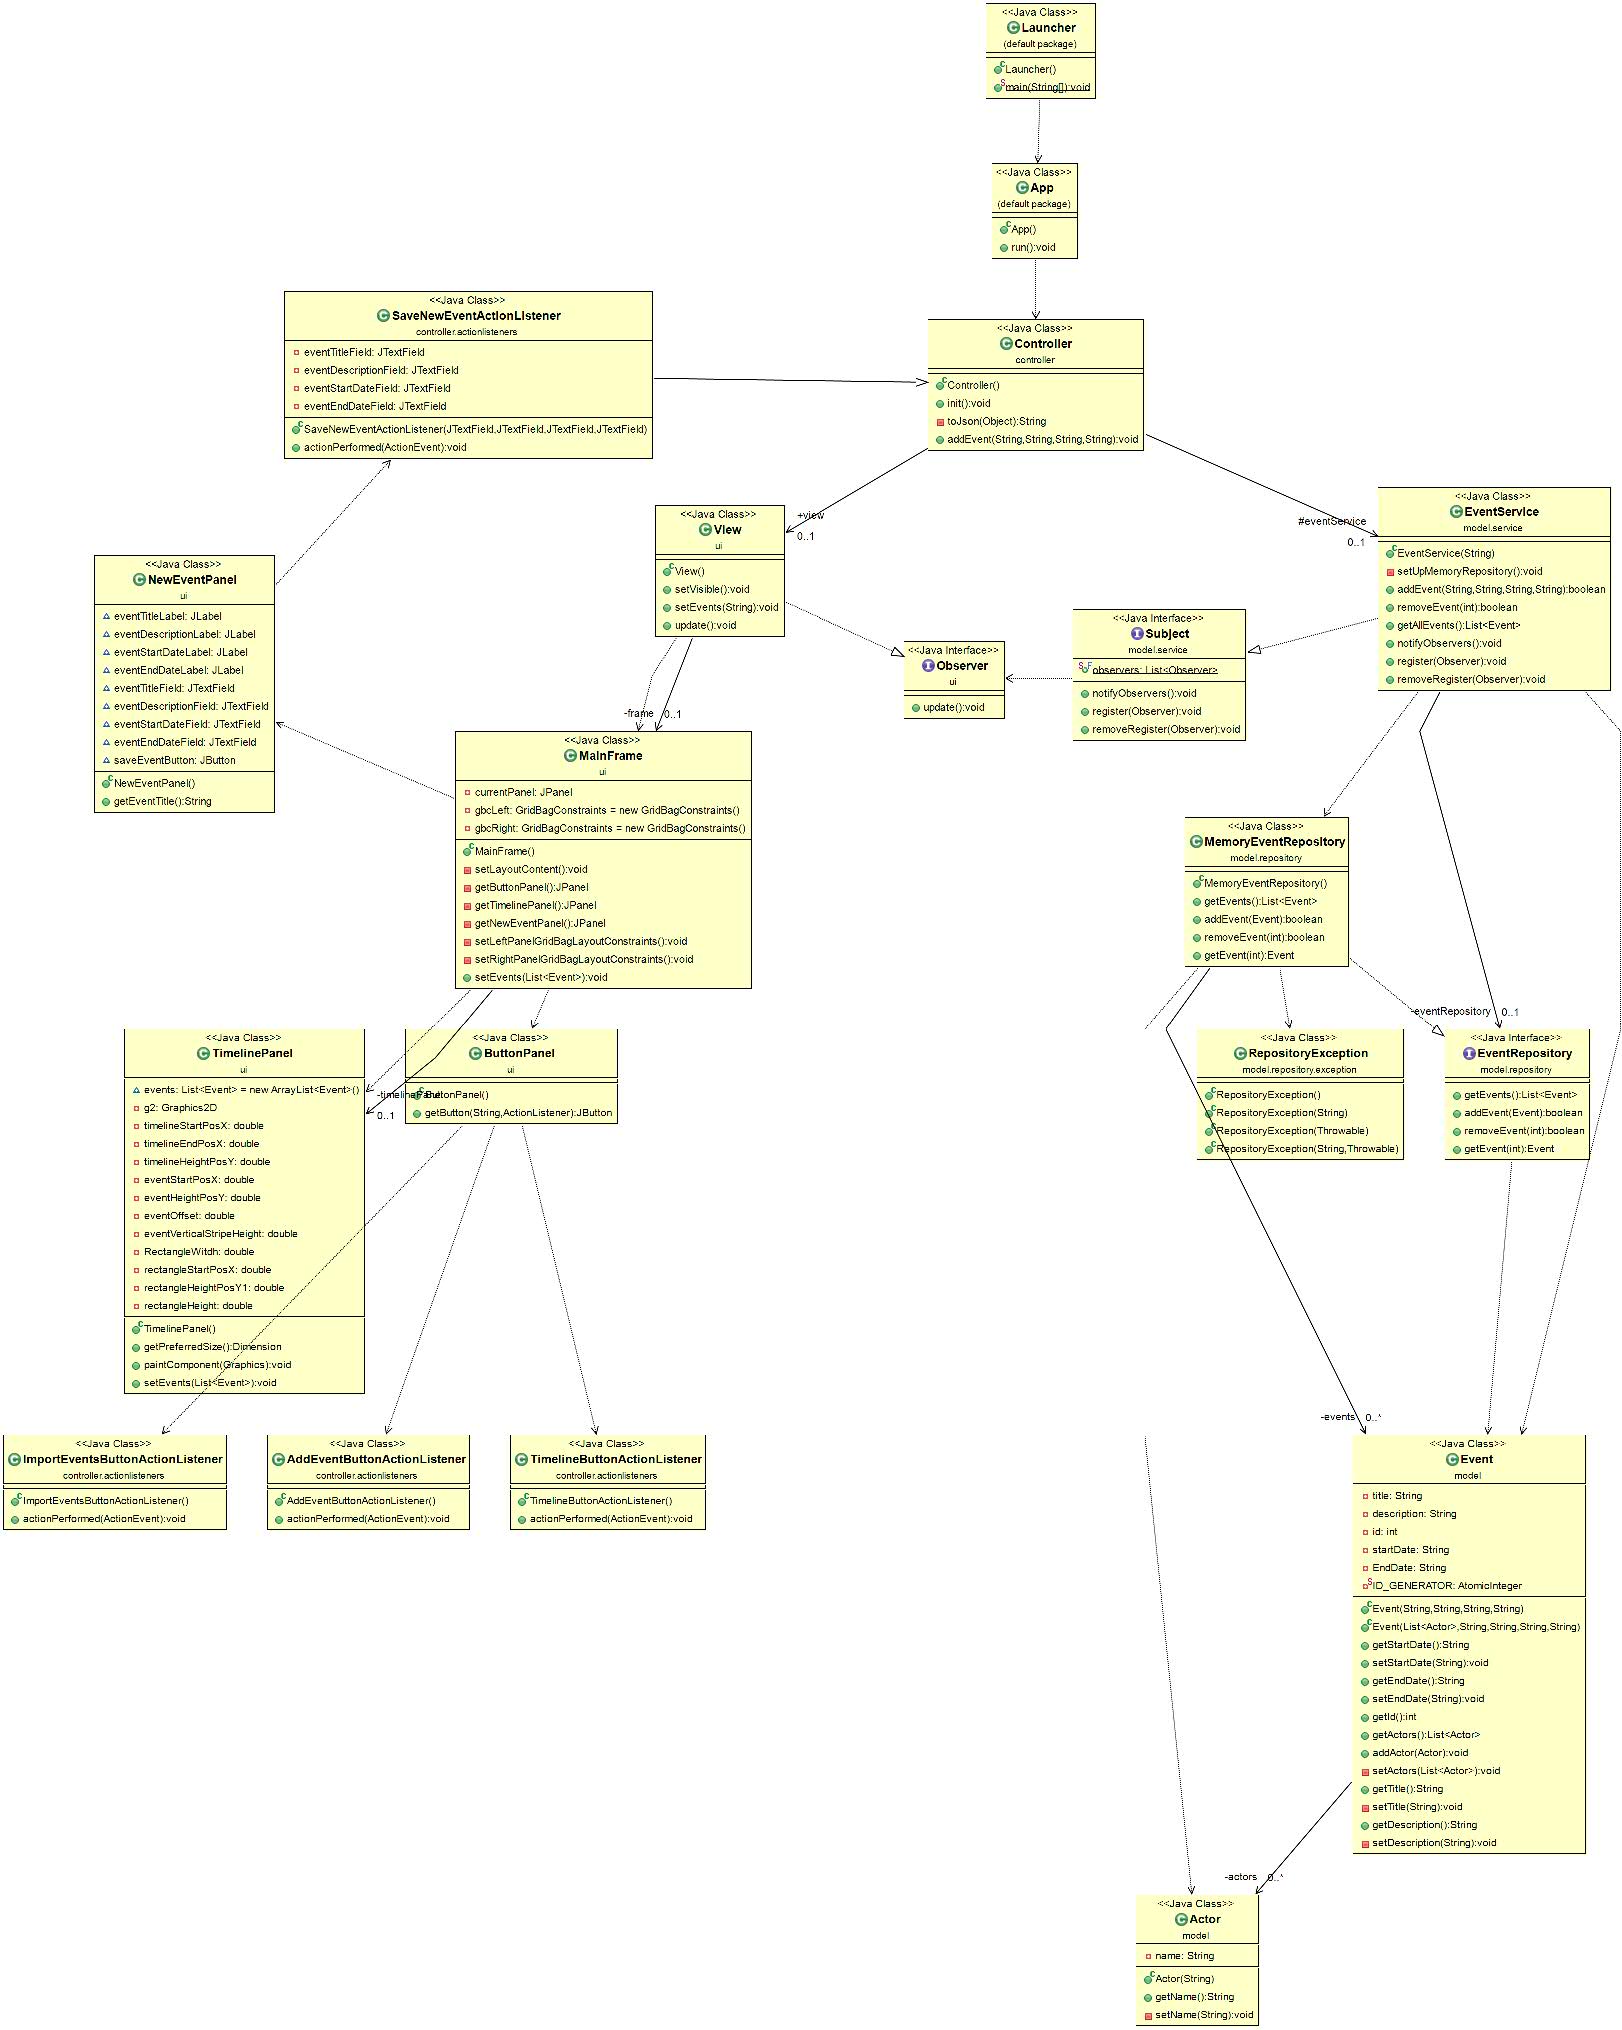 <<Java Class>>
Launcher
(default package)
Launcher()
main(String[]):void
<<Java Class>>
App
(default package)
App()
run():void
<<Java Class>>
SaveNewEventActionListener
controller.actionlisteners
eventTitleField: JTextField
eventDescriptionField: JTextField
eventStartDateField: JTextField
eventEndDateField: JTextField
SaveNewEventActionListener(JTextField,JTextField,JTextField,JTextField)
actionPerformed(ActionEvent):void
<<Java Class>>
Controller
controller
Controller()
init():void
toJson(Object):String
addEvent(String,String,String,String):void
+view
0..1
#eventService
0..1
<<Java Class>>
View
ui
View()
setVisible():void
setEvents(String):void
update():void
<<Java Class>>
EventService
model.service
EventService(String)
setUpMemoryRepository():void
addEvent(String,String,String,String):boolean
removeEvent(int):boolean
getAllEvents():List<Event>
notifyObservers():void
register(Observer):void
removeRegister(Observer):void
<<Java Class>>
NewEventPanel
ui
eventTitleLabel: JLabel
eventDescriptionLabel: JLabel
eventStartDateLabel: JLabel
eventEndDateLabel: JLabel
eventTitleField: JTextField
eventDescriptionField: JTextField
eventStartDateField: JTextField
eventEndDateField: JTextField
saveEventButton: JButton
NewEventPanel()
getEventTitle():String
<<Java Interface>>
Observer
ui
update():void
<<Java Interface>>
Subject
model.service
observers: List<Observer>
notifyObservers():void
register(Observer):void
removeRegister(Observer):void
-frame
0..1
<<Java Class>>
MainFrame
ui
currentPanel: JPanel
gbcLeft: GridBagConstraints = new GridBagConstraints()
gbcRight: GridBagConstraints = new GridBagConstraints()
MainFrame()
setLayoutContent():void
getButtonPanel():JPanel
getTimelinePanel():JPanel
getNewEventPanel():JPanel
setLeftPanelGridBagLayoutConstraints():void
setRightPanelGridBagLayoutConstraints():void
setEvents(List<Event>):void
<<Java Class>>
MemoryEventRepository
model.repository
MemoryEventRepository()
getEvents():List<Event>
addEvent(Event):boolean
removeEvent(int):boolean
getEvent(int):Event
-eventRepository
0..1
<<Java Class>>
TimelinePanel
ui
events: List<Event> = new ArrayList<Event>()
g2: Graphics2D
timelineStartPosX: double
timelineEndPosX: double
timelineHeightPosY: double
eventStartPosX: double
eventHeightPosY: double
eventOffset: double
eventVerticalStripeHeight: double
RectangleWitdh: double
rectangleStartPosX: double
rectangleHeightPosY1: double
rectangleHeight: double
TimelinePanel()
getPreferredSize():Dimension
paintComponent(Graphics):void
setEvents(List<Event>):void
-timelinePanel
0..1
<<Java Class>>
ButtonPanel
ui
ButtonPanel()
getButton(String,ActionListener):JButton
<<Java Class>>
RepositoryException
model.repository.exception
RepositoryException()
RepositoryException(String)
RepositoryException(Throwable)
RepositoryException(String,Throwable)
<<Java Interface>>
EventRepository
model.repository
getEvents():List<Event>
addEvent(Event):boolean
removeEvent(int):boolean
getEvent(int):Event
<<Java Class>>
ImportEventsButtonActionListener
controller.actionlisteners
ImportEventsButtonActionListener()
actionPerformed(ActionEvent):void
<<Java Class>>
AddEventButtonActionListener
controller.actionlisteners
AddEventButtonActionListener()
actionPerformed(ActionEvent):void
<<Java Class>>
TimelineButtonActionListener
controller.actionlisteners
TimelineButtonActionListener()
actionPerformed(ActionEvent):void
-events
0..*
<<Java Class>>
Event
model
title: String
description: String
id: int
startDate: String
EndDate: String
ID_GENERATOR: AtomicInteger
Event(String,String,String,String)
Event(List<Actor>,String,String,String,String)
getStartDate():String
setStartDate(String):void
getEndDate():String
setEndDate(String):void
getId():int
getActors():List<Actor>
addActor(Actor):void
setActors(List<Actor>):void
getTitle():String
setTitle(String):void
getDescription():String
setDescription(String):void
-actors
0..*
<<Java Class>>
Actor
model
name: String
Actor(String)
getName():String
setName(String):void